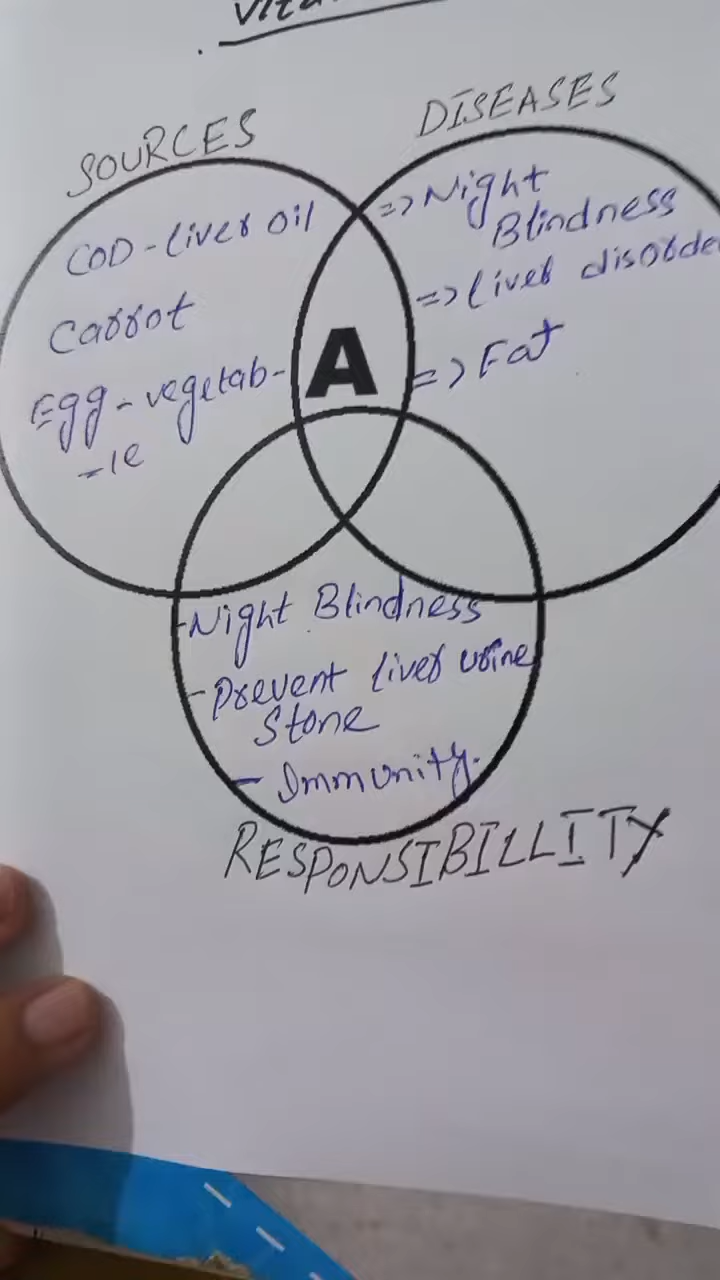 SOURCES
COD-liver oil
Carrot
Egg-vegetab-
-le
DISEASES
=> Night
Blindness
=> liver
=> Fat
A
-Night Blindness
-Prevent liver urine
Stone
- Immunity.
RESPONSIBILLITY